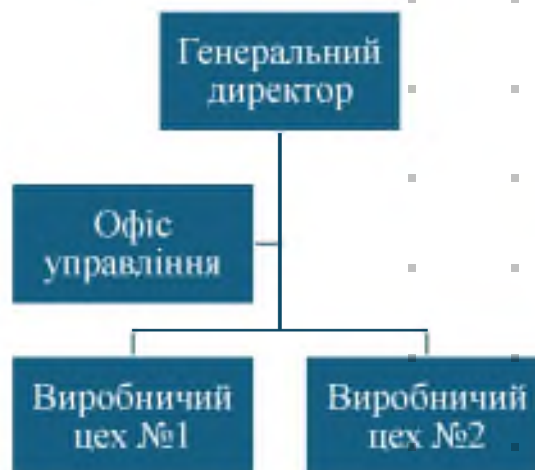 Генеральний
директор
Офіс
управління
Виробничий
цех №1
Виробничий
цех №2